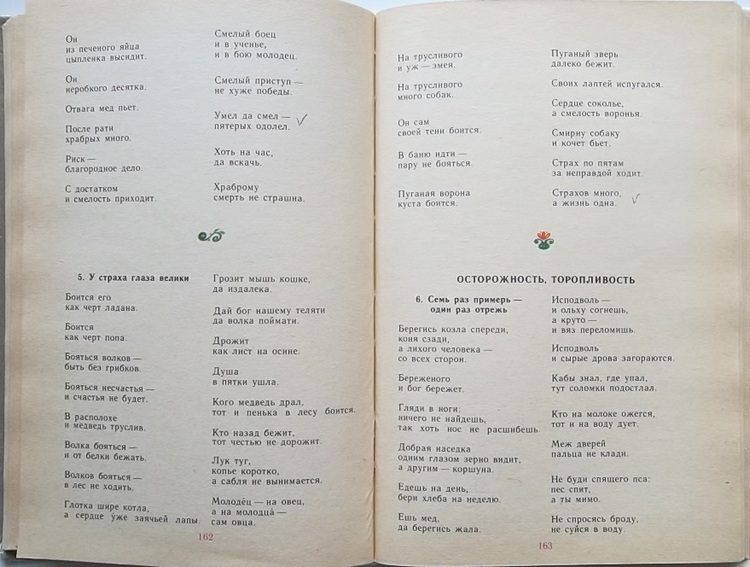 Он
из печеного яйца
цыпленка высидит.
Он
неробкого десятка.
Отвага мед пьет.
После рати
храбрых много.
Риск —
благородное дело.
С достатком
и смелость приходит.
Смелый боец
и в ученье,
и в бою молодец.
Смелый приступ —
не хуже победы.
Умел да смел —
пятерых одолел.
Хоть на час,
да вскачь.
Храброму
смерть не страшна.
5. У страха глаза велики
Боится его
как черт ладана.
Боится
как черт попа.
Бояться волков —
быть без грибков.
Бояться несчастья —
и счастья не будет.
В располохе
и медведь труслив.
Волка бояться —
и от белки бежать.
Волков бояться —
в лес не ходить.
Глотка шире котла,
а сердце уже заячьей лапы.
Грозит мышь кошке,
да издалека.
Дай бог нашему теляти
да волка поймати.
Дрожит
как лист на осине.
Душа
в пятки ушла.
Кого медведь драл,
тот и пенька в лесу боится.
Кто назад бежит,
тот честью не дорожит.
Лук туг,
копье коротко,
а сабля не вынимается.
Молодéц — на овец,
а на молодцá —
сам овца.
162
На трусливого
и уж — змея.
На трусливого
много собак.
Он сам
своей тени боится.
В баню идти —
пару не бояться.
Пуганая ворона
куста боится.
Пуганый зверь
далеко бежит.
Своих лаптей испугался.
Сердце соколье,
а смелость воронья.
Смирну собаку
и кочет бьет.
Страх по пятам
за неправдой ходит.
Страхов много,
а жизнь одна.
ОСТОРОЖНОСТЬ, ТОРОПЛИВОСТЬ
6. Семь раз примерь —
один раз отрежь
Берегись козла спереди,
коня сзади,
а лихого человека —
со всех сторон.
Береженого
и бог бережет.
Гляди в ноги:
ничего не найдешь,
так хоть нос не расшибешь.
Добрая наседка
одним глазом зерно видит,
а другим — коршуна.
Едешь на день,
бери хлеба на неделю.
Ешь мед,
да берегись жала.
Исподволь —
и ольху согнешь,
а круто —
и вяз переломишь.
Исподволь
и сырые дрова загораются.
Кабы знал, где упал,
тут соломки подостлал.
Кто на молоке ожегся,
тот и на воду дует.
Меж дверей
пальца не клади.
Не буди спящего пса:
пес спит,
а ты мимо.
Не спросясь броду,
не суйся в воду.
163